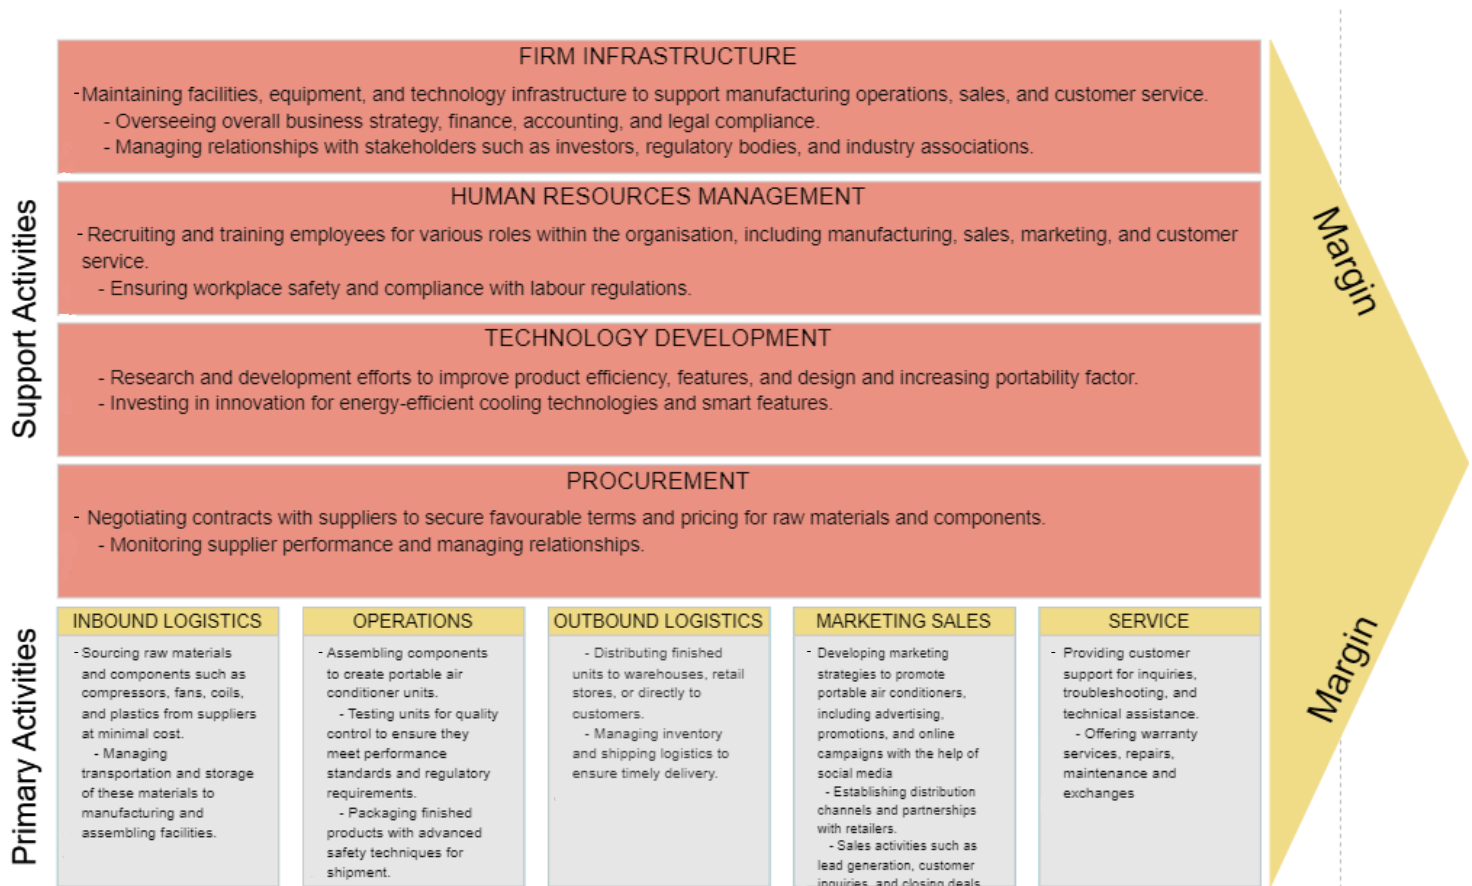 FIRM INFRASTRUCTURE
-Maintaining facilities, equipment, and technology infrastructure to support manufacturing operations, sales, and customer service.
- Overseeing overall business strategy, finance, accounting, and legal compliance.
- Managing relationships with stakeholders such as investors, regulatory bodies, and industry associations.
HUMAN RESOURCES MANAGEMENT
- Recruiting and training employees for various roles within the organisation, including manufacturing, sales, marketing, and customer
service.
- Ensuring workplace safety and compliance with labour regulations.
TECHNOLOGY DEVELOPMENT
- Research and development efforts to improve product efficiency, features, and design and increasing portability factor.
- Investing in innovation for energy-efficient cooling technologies and smart features.
PROCUREMENT
- Negotiating contracts with suppliers to secure favourable terms and pricing for raw materials and components.
- Monitoring supplier performance and managing relationships.
Support Activities
Margin
Primary Activities
INBOUND LOGISTICS
- Sourcing raw materials
and components such as
compressors, fans, coils,
and plastics from suppliers
at minimal cost.
- Managing
transportation and storage
of these materials to
manufacturing and
assembling facilities.
OPERATIONS
- Assembling components
to create portable air
conditioner units.
- Testing units for quality
control to ensure they
meet performance
standards and regulatory
requirements.
- Packaging finished
products with advanced
safety techniques for
shipment.
OUTBOUND LOGISTICS
- Distributing finished
units to warehouses, retail
stores, or directly to
customers.
- Managing inventory
and shipping logistics to
ensure timely delivery.
MARKETING SALES
- Developing marketing
strategies to promote
portable air conditioners,
including advertising,
promotions, and online
campaigns with the help of
social media
- Establishing distribution
channels and partnerships
with retailers.
- Sales activities such as
lead generation, customer
inquiries, and closing deals
SERVICE
- Providing customer
support for inquiries,
troubleshooting, and
technical assistance.
- Offering warranty
services, repairs,
maintenance and
exchanges
Margin